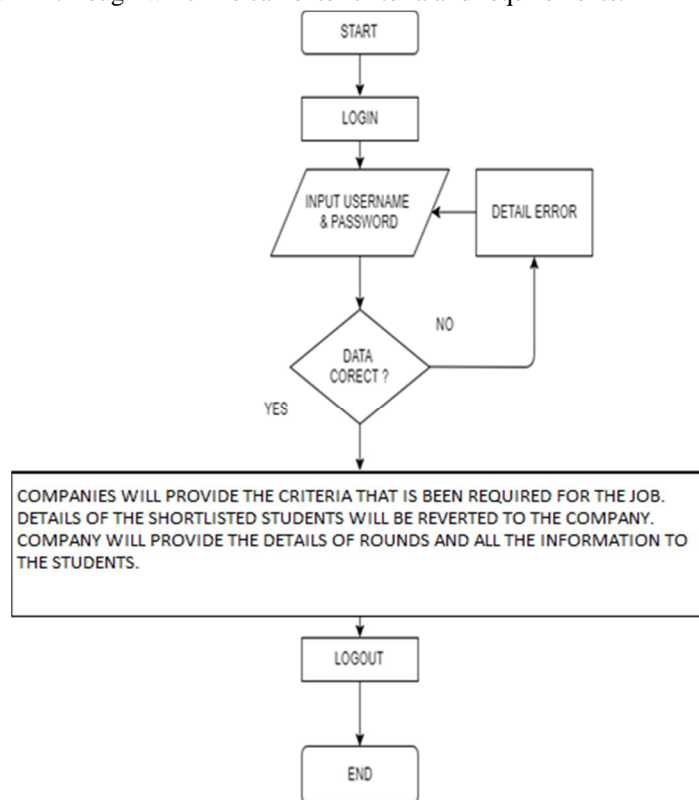 START
LOGIN
INPUT USERNAME
& PASSWORD
DETAIL ERROR
NO
DATA
CORECT ?
YES
COMPANIES WILL PROVIDE THE CRITERIA THAT IS BEEN REQUIRED FOR THE JOB.
DETAILS OF THE SHORTLISTED STUDENTS WILL BE REVERTED TO THE COMPANY.
COMPANY WILL PROVIDE THE DETAILS OF ROUNDS AND ALL THE INFORMATION TO
THE STUDENTS.
LOGOUT
END